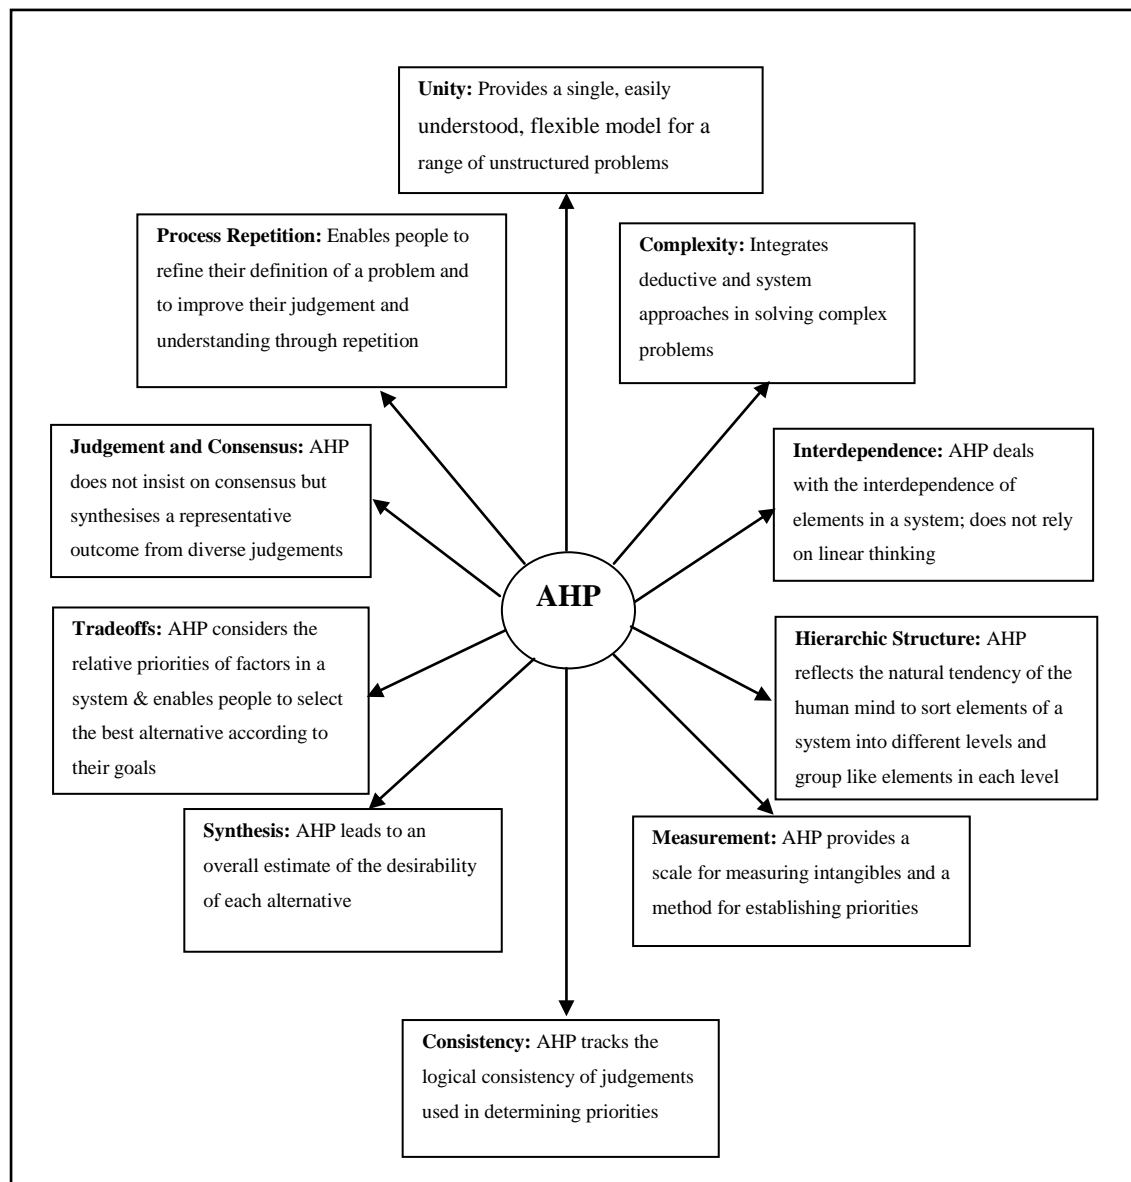 Unity: Provides a single, easily
understood, flexible model for a
range of unstructured problems
Process Repetition: Enables people to
refine their definition of a problem and
to improve their judgement and
understanding through repetition
Complexity: Integrates
deductive and system
approaches in solving complex
problems
Judgement and Consensus: AHP
does not insist on consensus but
synthesises a representative
outcome from diverse judgements
Interdependence: AHP deals
with the interdependence of
elements in a system; does not rely
on linear thinking
AHP
Tradeoffs: AHP considers the
relative priorities of factors in a
system & enables people to select
the best alternative according to
their goals
Hierarchic Structure: AHP
reflects the natural tendency of the
human mind to sort elements of a
system into different levels and
group like elements in each level
Synthesis: AHP leads to an
overall estimate of the desirability
of each alternative
Measurement: AHP provides a
scale for measuring intangibles and a
method for establishing priorities
Consistency: AHP tracks the
logical consistency of judgements
used in determining priorities